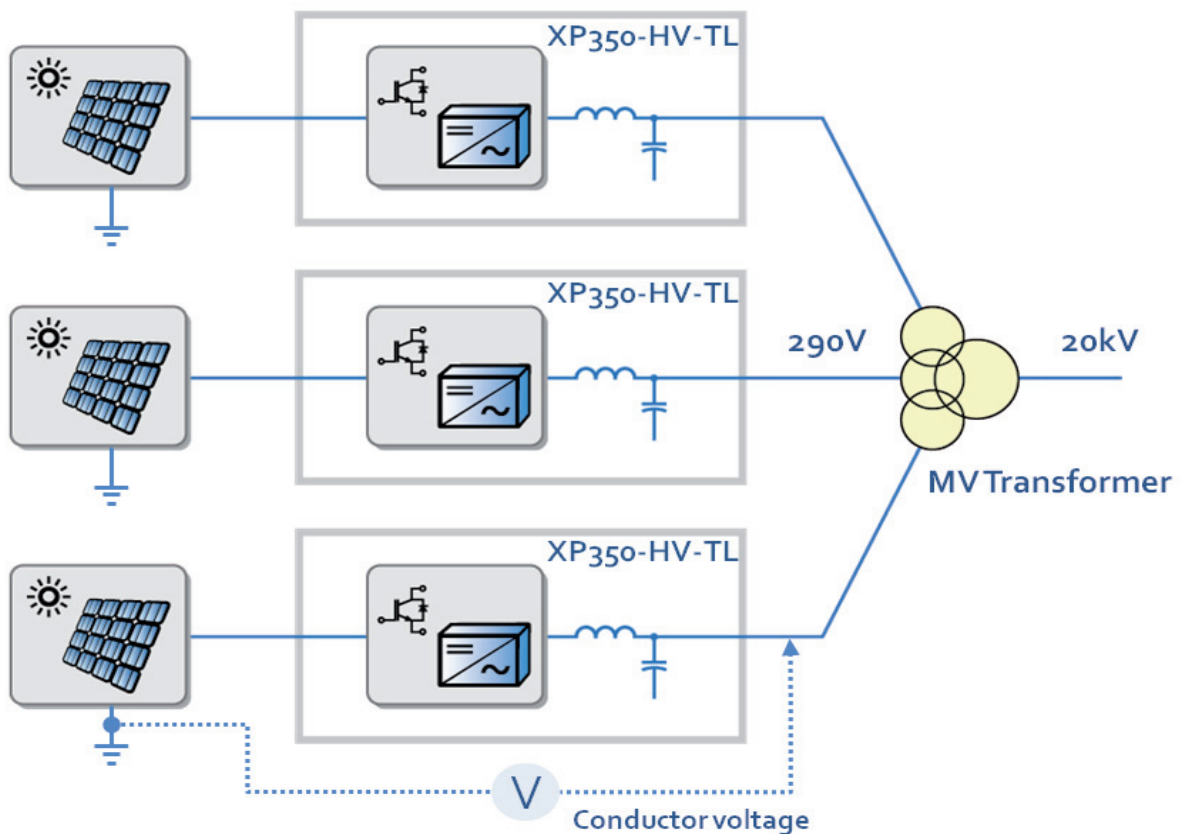 XP350-HV-TL
XP350-HV-TL
290V
20kV
MV Transformer
XP350-HV-TL
V
Conductor voltage